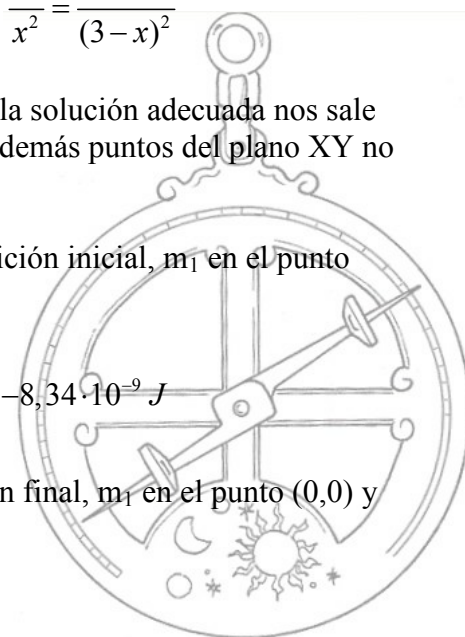 x² = (3 – x)²
la solución adecuada nos sale
demás puntos del plano XY no
ición inicial, m₁ en el punto
–8,34·10⁻⁹ J
n final, m₁ en el punto (0,0) y